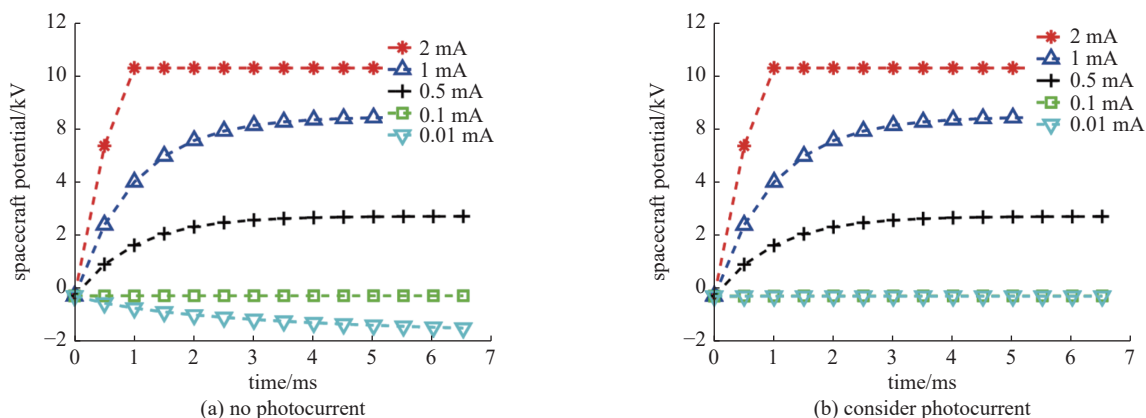 12
10
8
4
2
0
−2
spacecraft potential/kV
2 mA
1 mA
0.5 mA
0.1 mA
0.01 mA
0 1 2 3 4 5 6 7
time/ms
(a) no photocurrent
12
10
8
4
2
0
−2
spacecraft potential/kV
2 mA
1 mA
0.5 mA
0.1 mA
0.01 mA
0 1 2 3 4 5 6 7
time/ms
(b) consider photocurrent